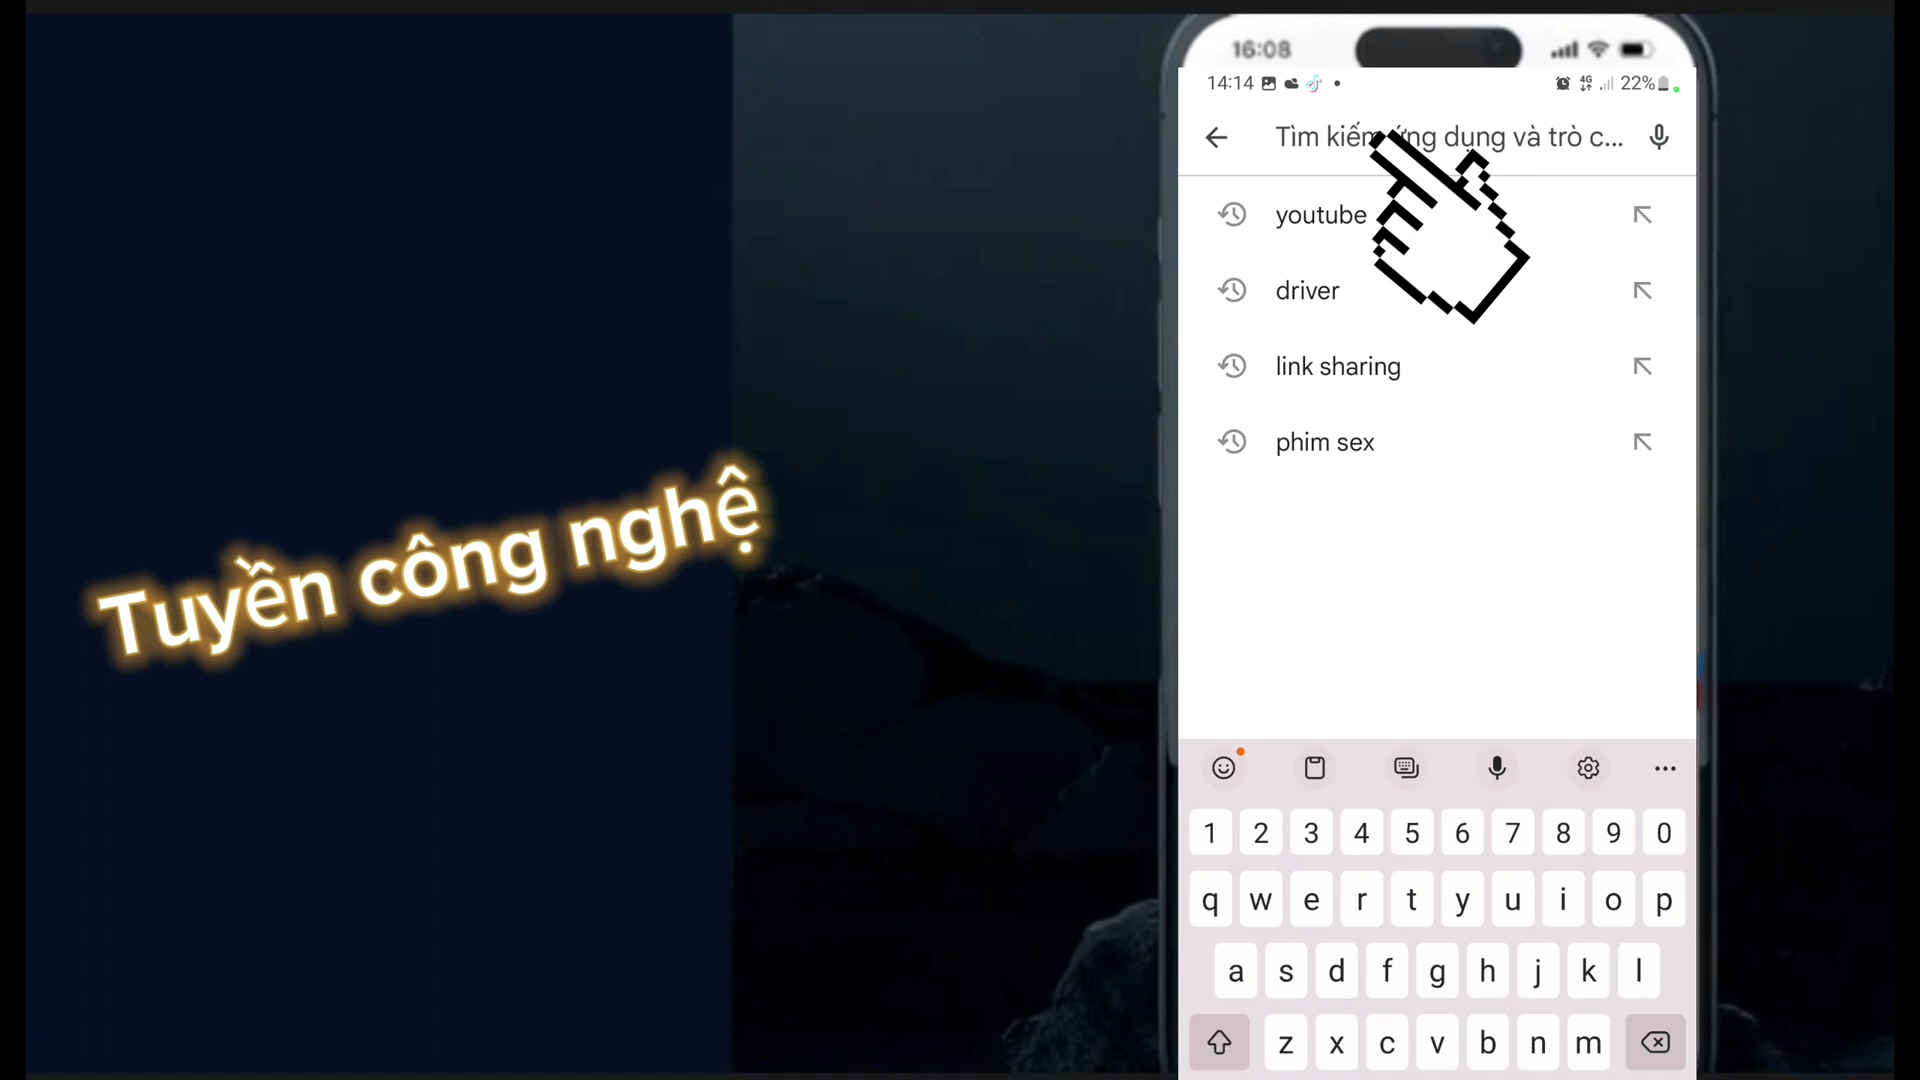 16:08
14:14 4G 22%
Tìm kiếm ứng dụng và trò c...
youtube
driver
link sharing
phim sex
Tuyền công nghệ
1 2 3 4 5 6 7 8 9 0
q w e r t y u i o p
a s d f g h j k l
z x c v b n m